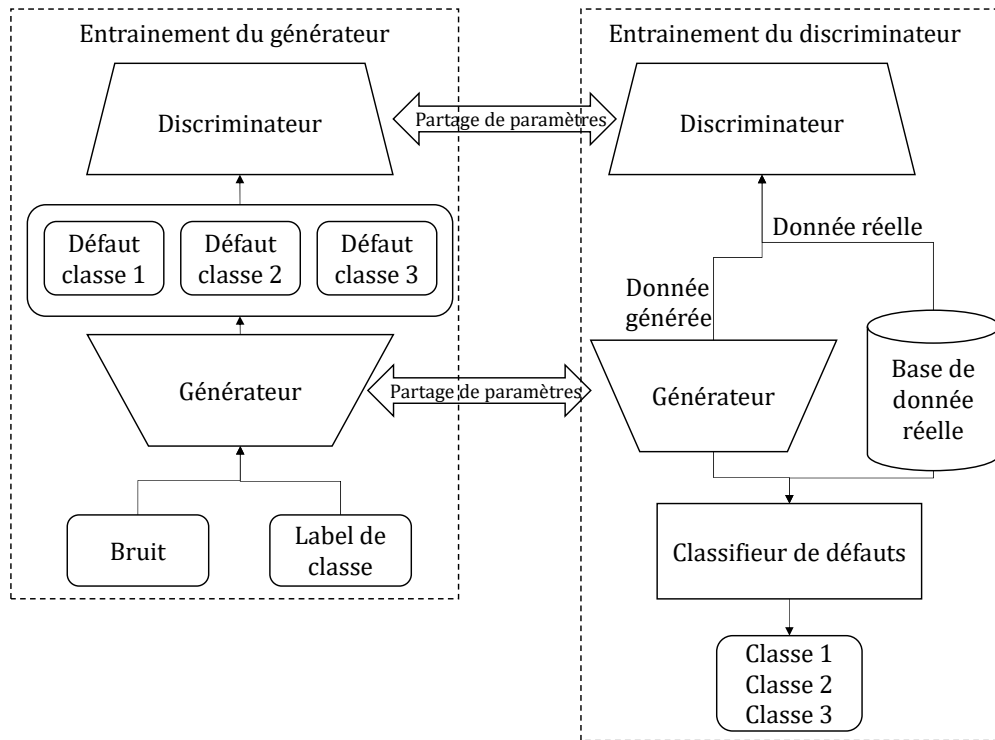 Entrainement du générateur
Discriminateur
Défaut
classe 1
Défaut
classe 2
Défaut
classe 3
Générateur
Bruit
Label de
classe
Partage de paramètres
Partage de paramètres
Entrainement du discriminateur
Discriminateur
Donnée réelle
Donnée
générée
Générateur
Base de
donnée
réelle
Classifieur de défauts
Classe 1
Classe 2
Classe 3